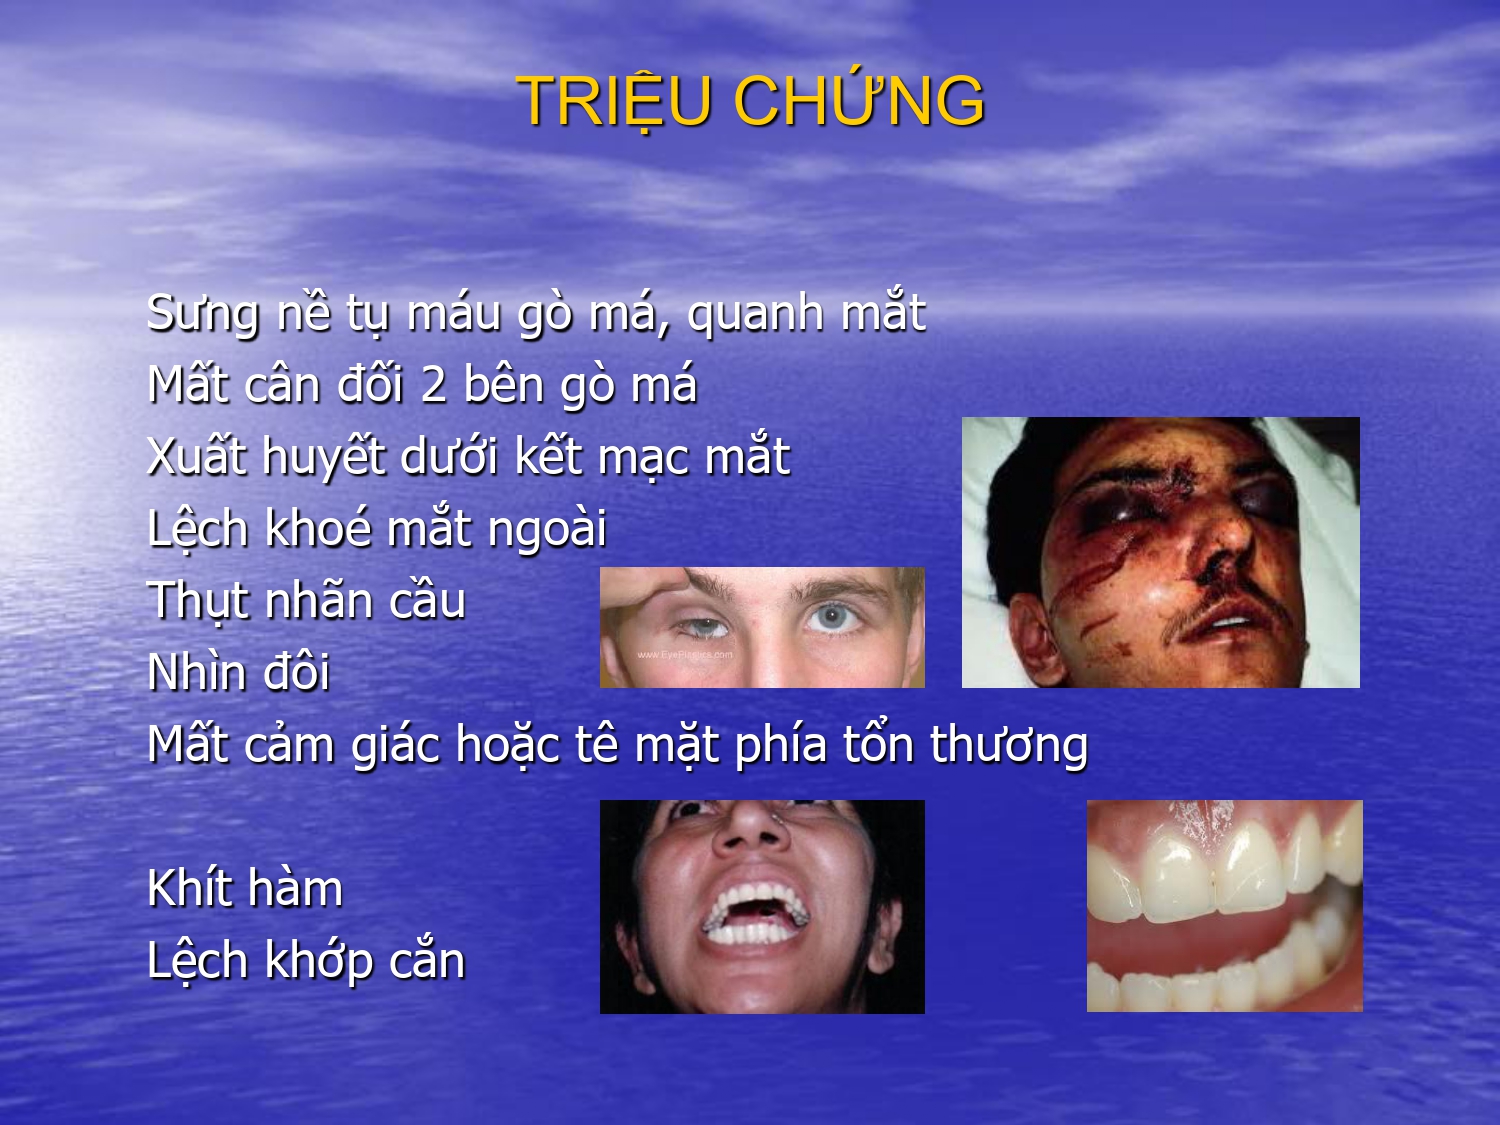 TRIỆU CHỨNG
Sưng nề tụ máu gò má, quanh mắt
Mất cân đối 2 bên gò má
Xuất huyết dưới kết mạc mắt
Lệch khoé mắt ngoài
Thụt nhãn cầu
www.EyePlastics.com
Nhìn đôi
Mất cảm giác hoặc tê mặt phía tổn thương
Khít hàm
Lệch khớp cắn